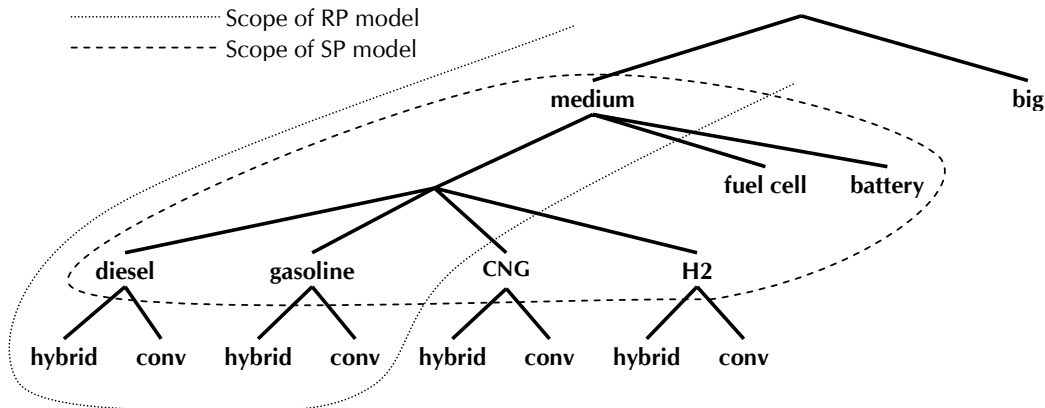 Scope of RP model
Scope of SP model
medium big
fuel cell battery
diesel gasoline CNG H2
hybrid conv hybrid conv hybrid conv hybrid conv